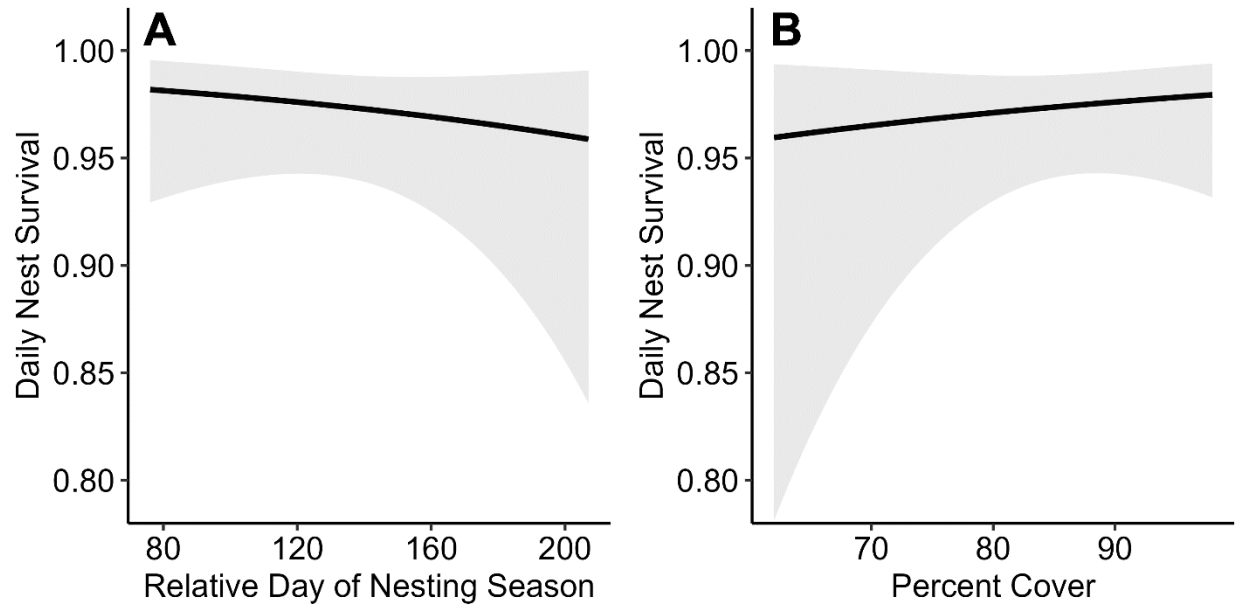 A
1.00
0.95
0.90
0.85
0.80
Daily Nest Survival
80 120 160 200
Relative Day of Nesting Season
B
1.00
0.95
0.90
0.85
0.80
Daily Nest Survival
70 80 90
Percent Cover